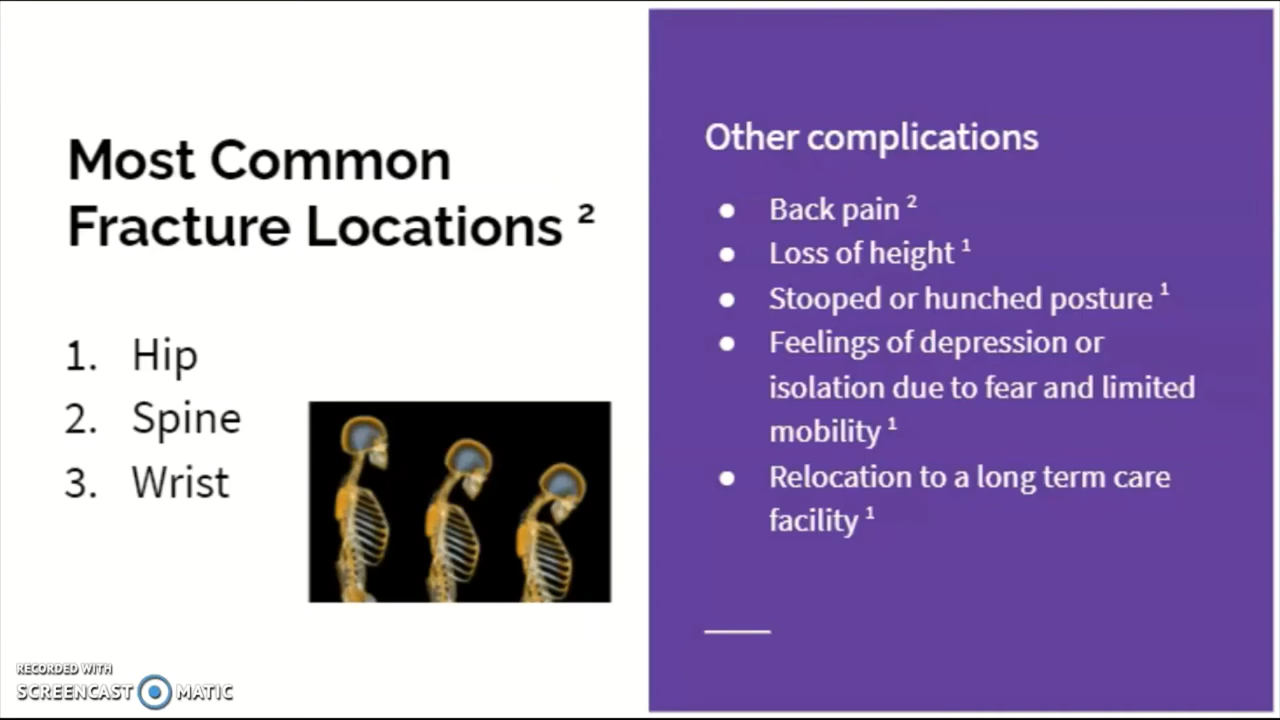 Most Common
Fracture Locations ²
1. Hip
2. Spine
3. Wrist
Other complications
● Back pain ²
● Loss of height ¹
● Stooped or hunched posture ¹
● Feelings of depression or
isolation due to fear and limited
mobility ¹
● Relocation to a long term care
facility ¹
RECORDED WITH
SCREENCAST MATIC